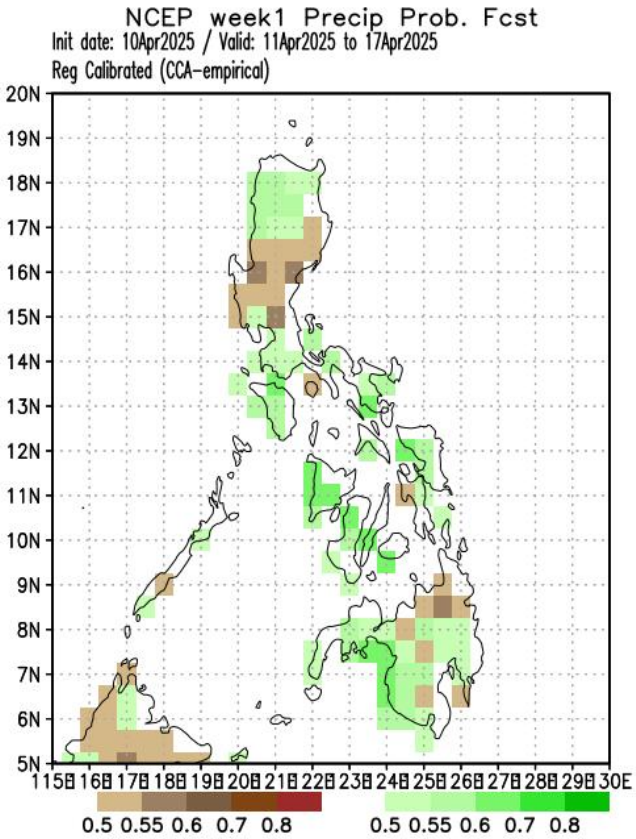 NCEP week1 Precip Prob. Fcst
Init date: 10Apr2025 / Valid: 11Apr2025 to 17Apr2025
Reg Calibrated (CCA-empirical)
20N
19N
18N
17N
16N
15N
14N
13N
12N
11N
10N
9N
8N
7N
6N
5N
115E 116E 117E 118E 119E 120E 121E 122E 123E 124E 125E 126E 127E 128E 129E 130E
0.5 0.55 0.6 0.7 0.8 0.5 0.55 0.6 0.7 0.8